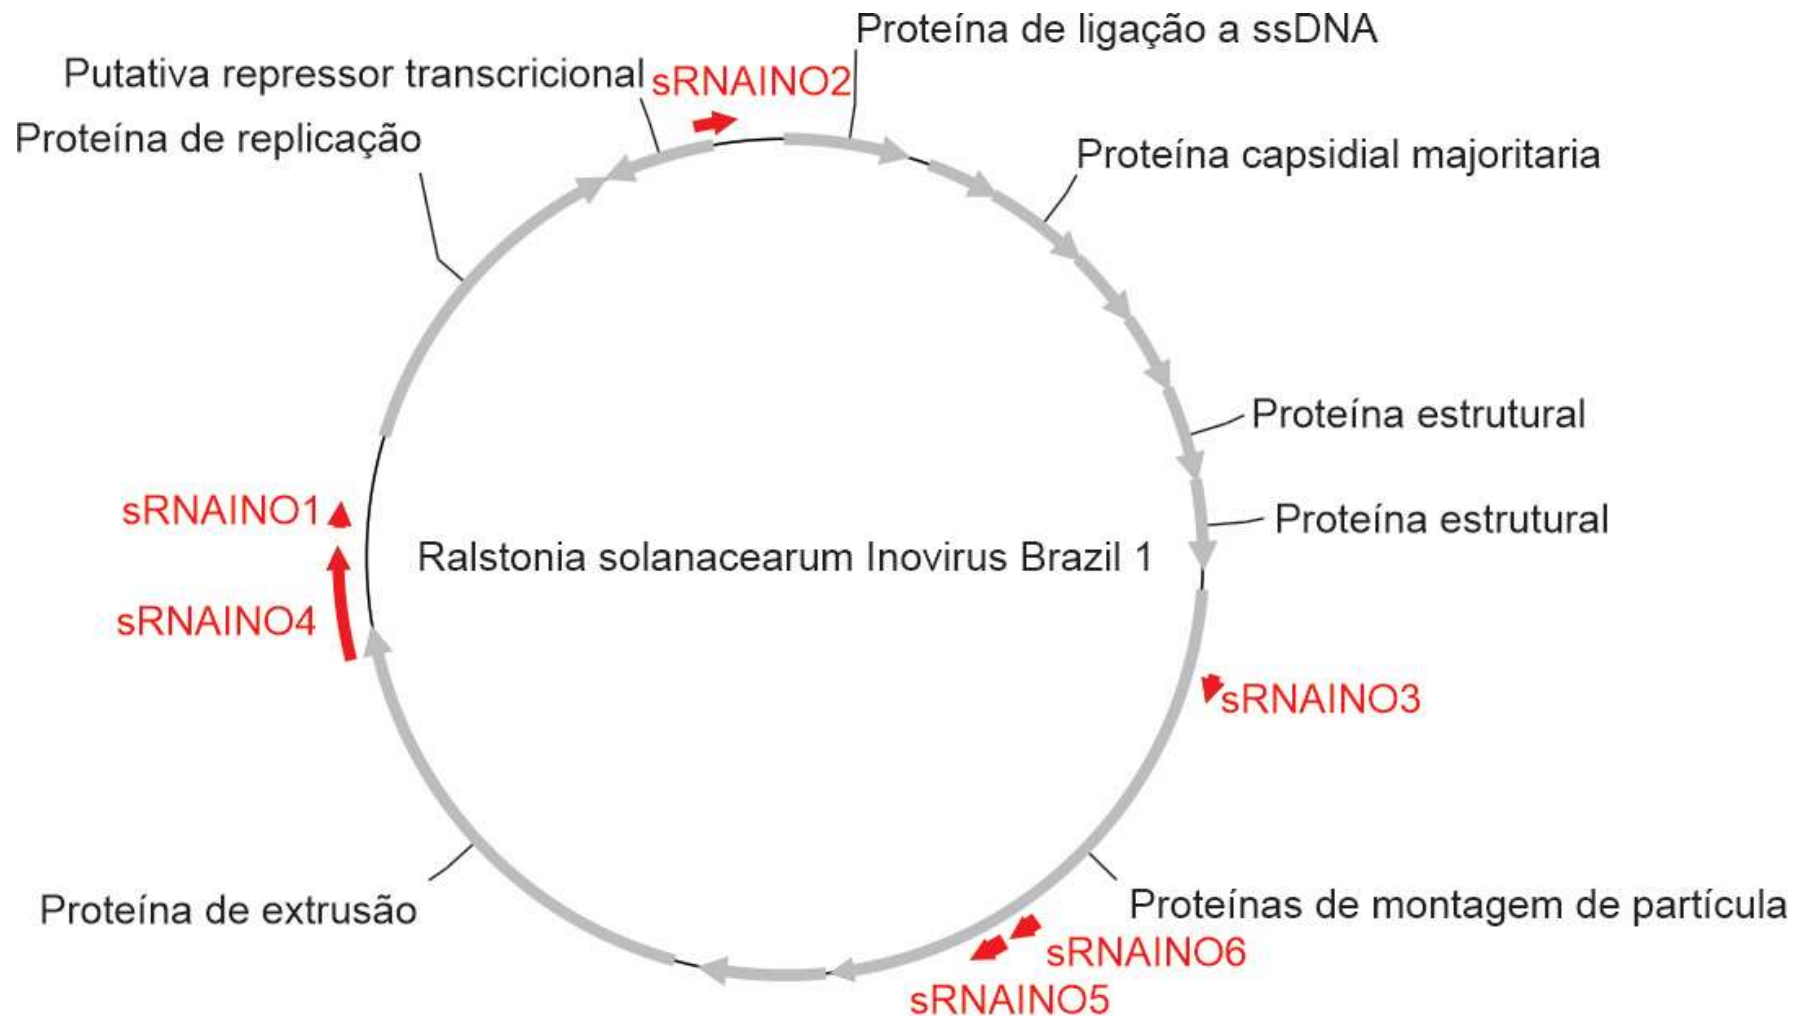 Proteína de ligação a ssDNA
Putativa repressor transcricional
sRNAINO2
Proteína de replicação
Proteína capsidial majoritaria
Proteína estrutural
sRNAINO1
Proteína estrutural
Ralstonia solanacearum Inovirus Brazil 1
sRNAINO4
sRNAINO3
Proteína de extrusão
Proteínas de montagem de partícula
sRNAINO6
sRNAINO5